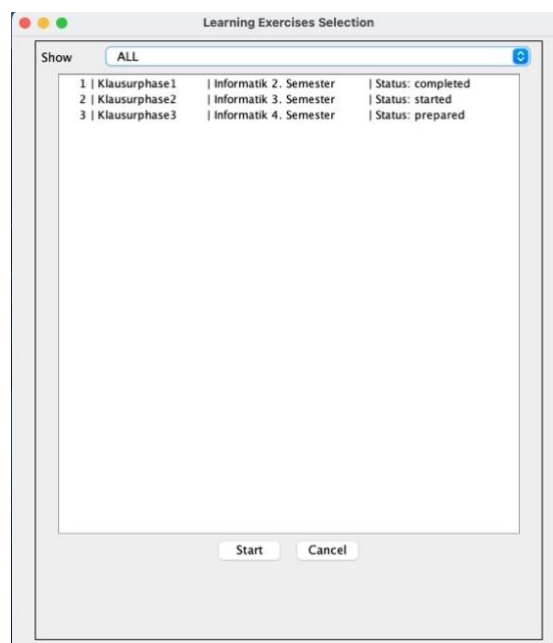 Learning Exercises Selection
Show ALL
1 | Klausurphase1 | Informatik 2. Semester | Status: completed
2 | Klausurphase2 | Informatik 3. Semester | Status: started
3 | Klausurphase3 | Informatik 4. Semester | Status: prepared
Start Cancel